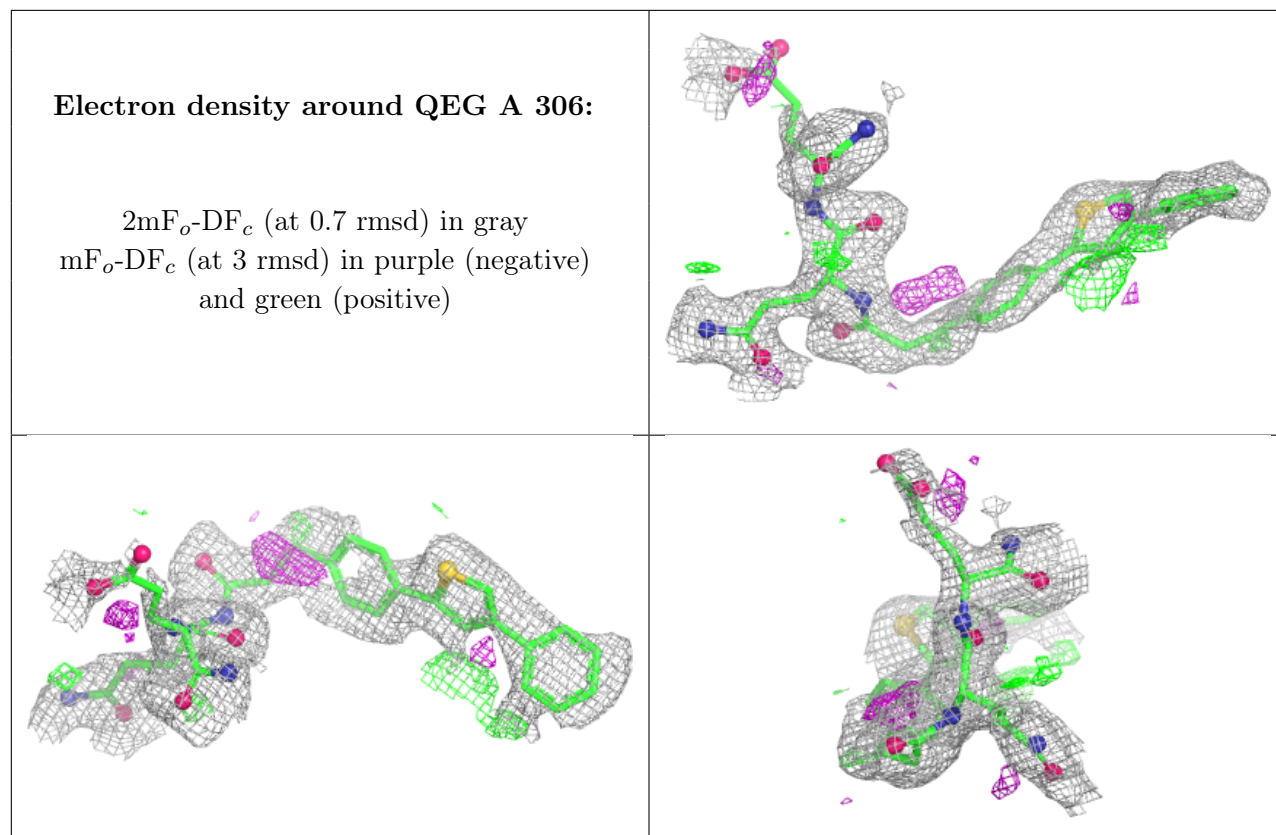 Electron density around QEG A 306:
2mFo-DFc (at 0.7 rmsd) in gray
mFo-DFc (at 3 rmsd) in purple (negative)
and green (positive)